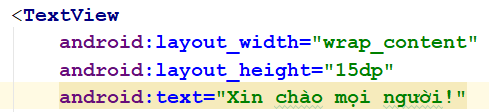 <TextView
android:layout_width="wrap_content"
android:layout_height="15dp"
android:text="Xin chào mọi người!"